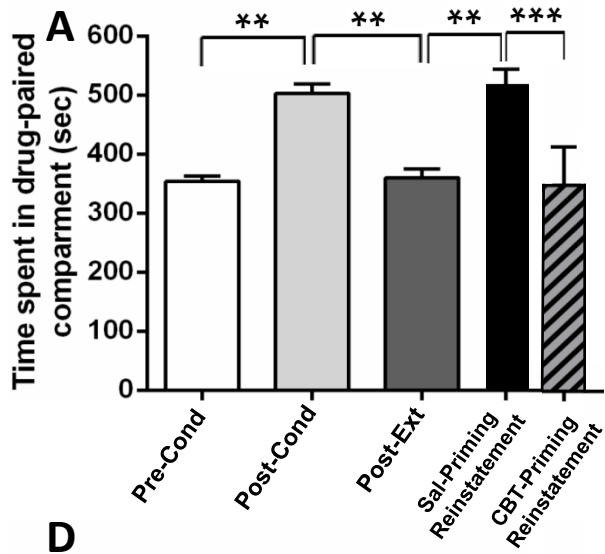 A
** ** ** ***
Time spent in drug-paired
comparment (sec)
600
500
400
300
200
100
0
Pre-Cond
Post-Cond
Post-Ext
Sal-Priming
Reinstatement
CBT-Priming
Reinstatement
D